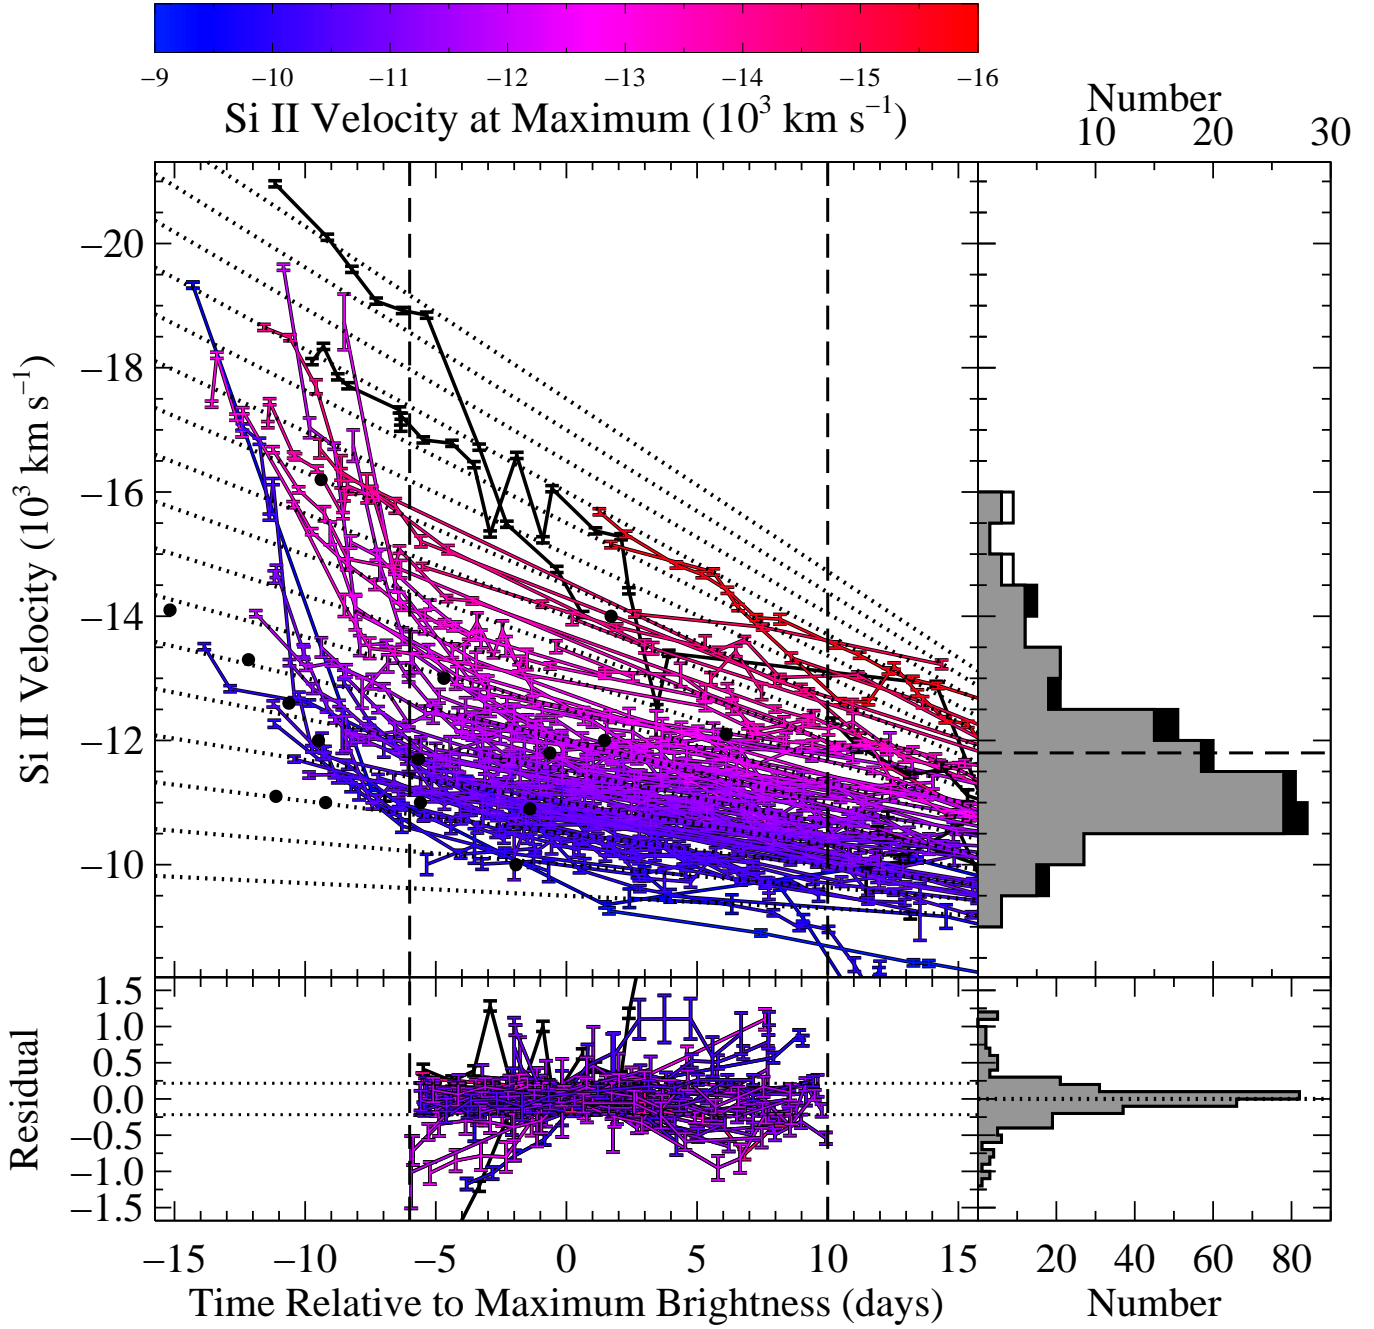 −9 −10 −11 −12 −13 −14 −15 −16
Si II Velocity at Maximum (10³ km s⁻¹)
Number
10 20 30
−20
−18
−16
−14
−12
−10
Si II Velocity (10³ km s⁻¹)
1.5
1.0
0.5
0.0
−0.5
−1.0
−1.5
Residual
−15 −10 −5 0 5 10 15
Time Relative to Maximum Brightness (days)
20 40 60 80
Number